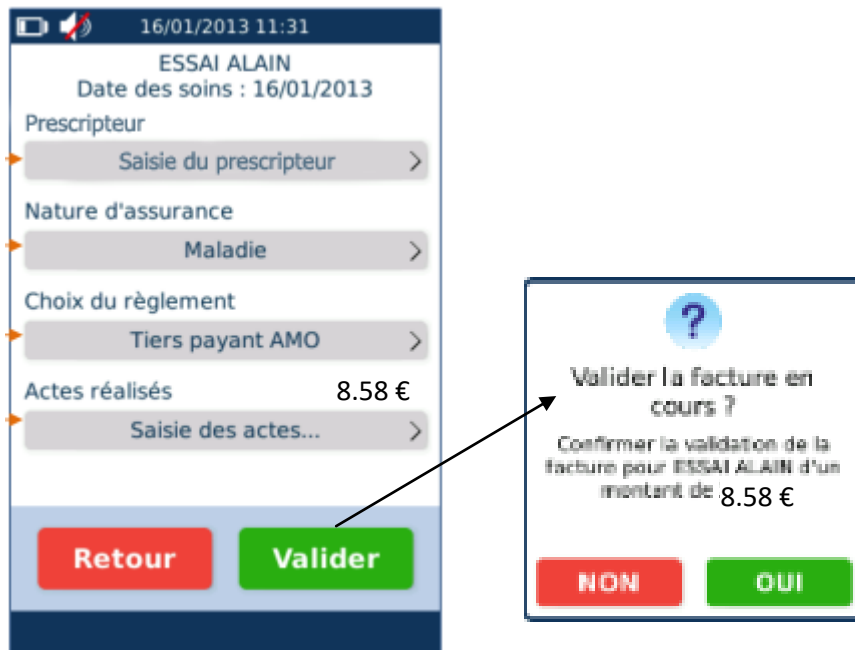 16/01/2013 11:31
ESSAI ALAIN
Date des soins : 16/01/2013
Prescripteur
Saisie du prescripteur
Nature d'assurance
Maladie
Choix du règlement
Tiers payant AMO
Actes réalisés 8.58 €
Saisie des actes...
Retour Valider
?
Valider la facture en
cours ?
Confirmer la validation de la
facture pour ESSAI ALAIN d'un
montant de 8.58 €
NON OUI